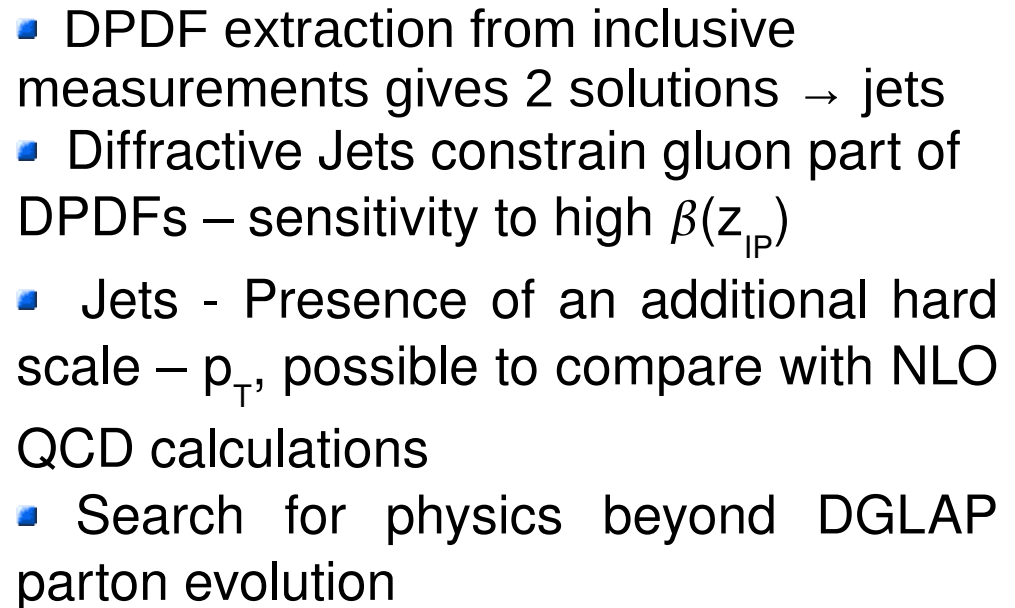 ▪ DPDF extraction from inclusive
measurements gives 2 solutions → jets
▪ Diffractive Jets constrain gluon part of
DPDFs – sensitivity to high β(z_IP)
▪ Jets - Presence of an additional hard
scale – p_T, possible to compare with NLO
QCD calculations
▪ Search for physics beyond DGLAP
parton evolution